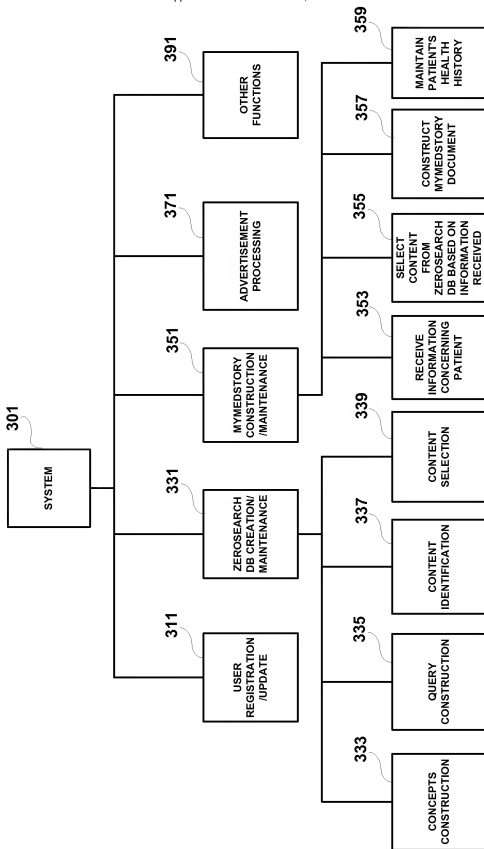 301
SYSTEM
311
USER
REGISTRATION
/UPDATE
331
ZEROSEARCH
DB CREATION/
MAINTENANCE
351
MYMEDSTORY
CONSTRUCTION
/MAINTENANCE
371
ADVERTISEMENT
PROCESSING
391
OTHER
FUNCTIONS
333
CONCEPTS
CONSTRUCTION
335
QUERY
CONSTRUCTION
337
CONTENT
IDENTIFICATION
339
CONTENT
SELECTION
353
RECEIVE
INFORMATION
CONCERNING
PATIENT
355
SELECT
CONTENT
FROM
ZEROSEARCH
DB BASED ON
INFORMATION
RECEIVED
357
CONSTRUCT
MYMEDSTORY
DOCUMENT
359
MAINTAIN
PATIENT'S
HEALTH
HISTORY